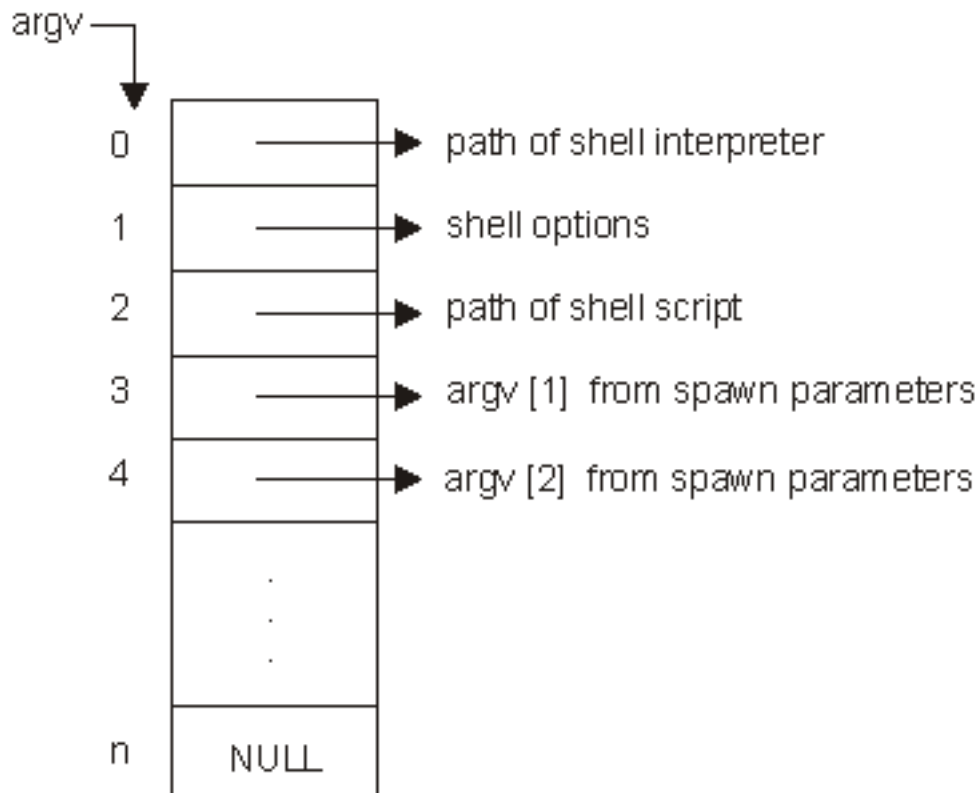 argv
0 path of shell interpreter
1 shell options
2 path of shell script
3 argv [1] from spawn parameters
4 argv [2] from spawn parameters
.
.
.
n NULL